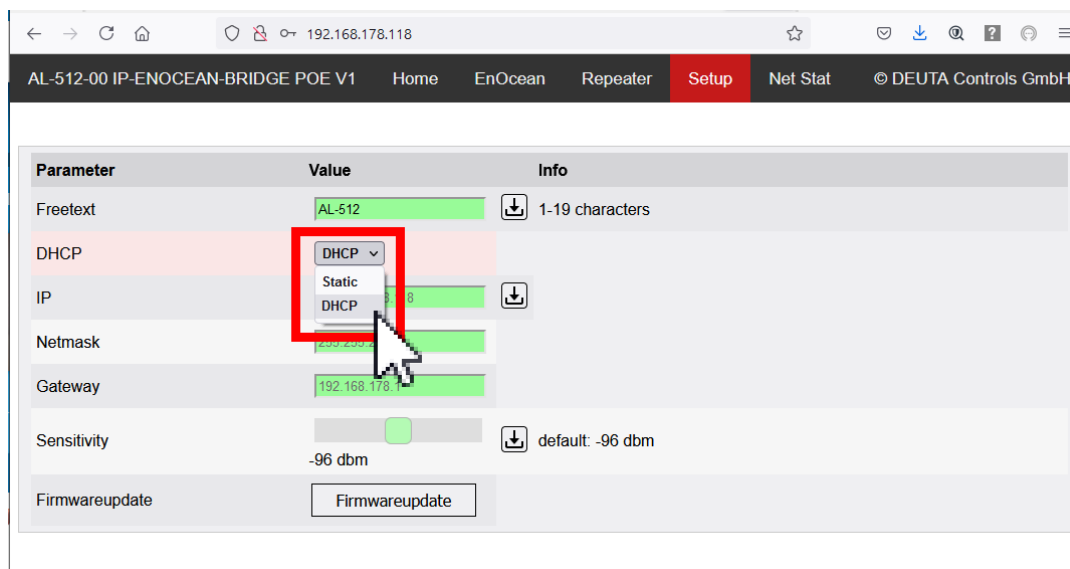 192.168.178.118
AL-512-00 IP-ENOCEAN-BRIDGE POE V1 Home EnOcean Repeater Setup Net Stat © DEUTA Controls GmbH
Parameter Value Info
Freetext AL-512 1-19 characters
DHCP DHCP
Static
IP
DHCP
Netmask
Gateway 192.168.178.1
Sensitivity default: -96 dbm
-96 dbm
Firmwareupdate Firmwareupdate